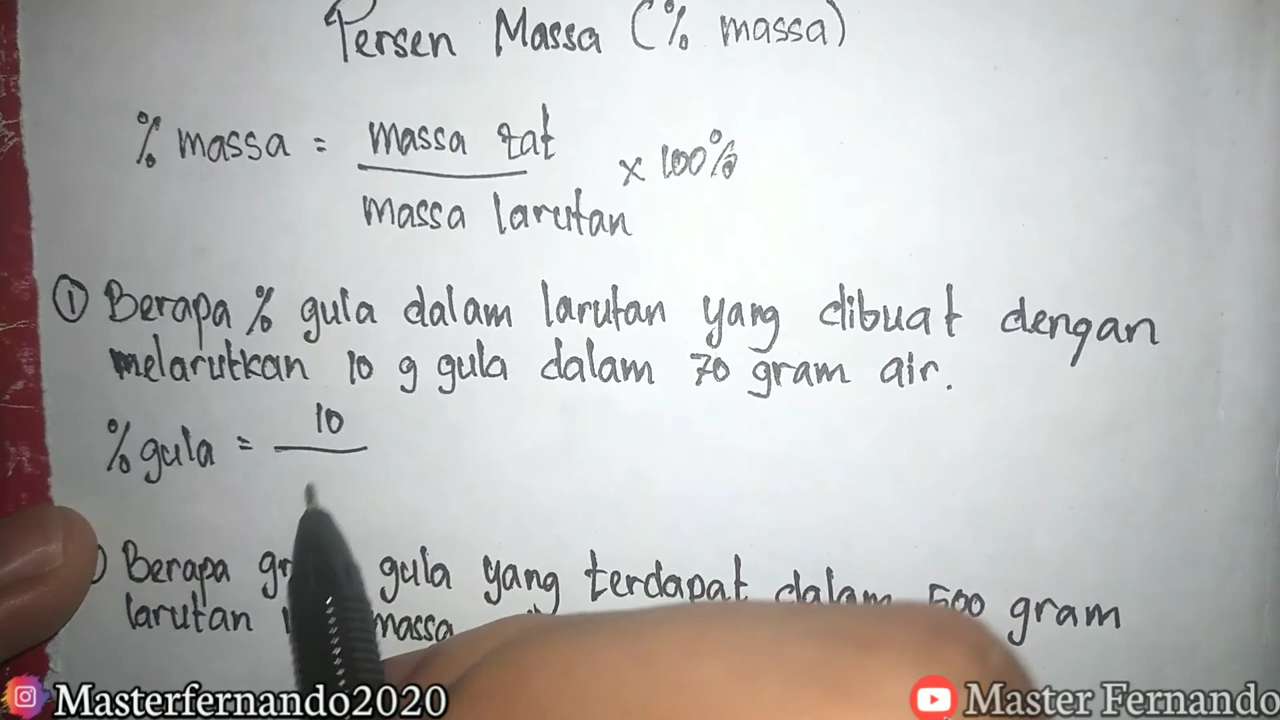 Persen Massa (% massa)
% massa = massa zat
massa larutan
x 100%
① Berapa % gula dalam larutan yang dibuat dengan
melarutkan 10 g gula dalam 70 gram air.
% gula = 10
Berapa gula yang terdapat dalam 500 gram
larutan massa
Masterfernando2020
Master Fernando